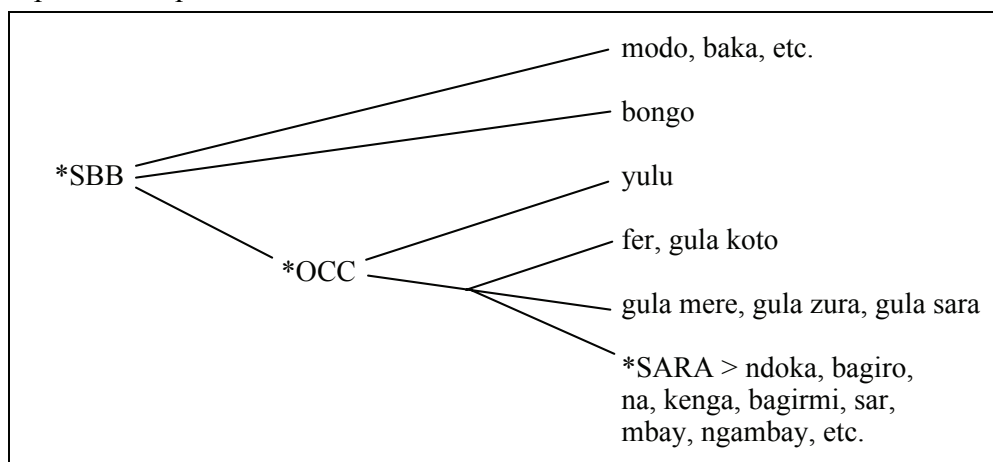 modo, baka, etc.
bongo
*SBB
yulu
fer, gula koto
*OCC
gula mere, gula zura, gula sara
*SARA > ndoka, bagiro,
na, kenga, bagirmi, sar,
mbay, ngambay, etc.